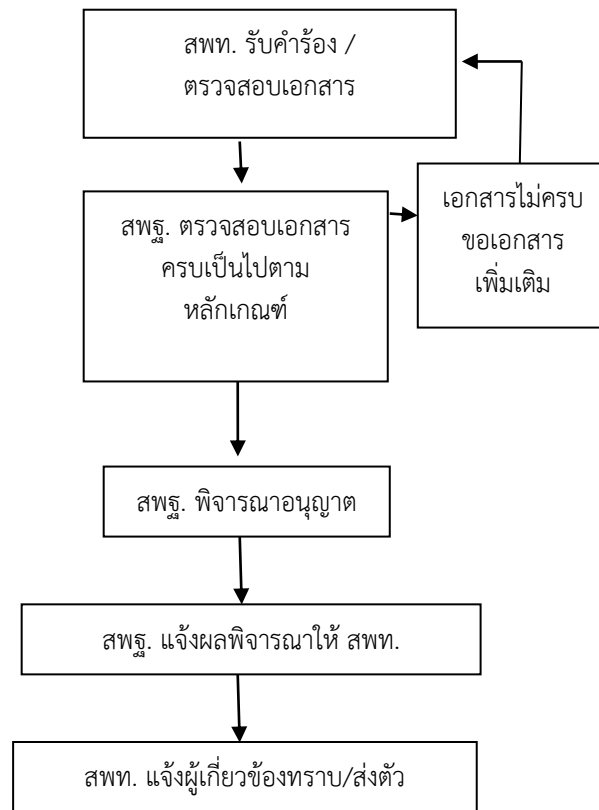 สพท. รับคำร้อง /
ตรวจสอบเอกสาร
สพฐ. ตรวจสอบเอกสาร
ครบเป็นไปตาม
หลักเกณฑ์
เอกสารไม่ครบ
ขอเอกสาร
เพิ่มเติม
สพฐ. พิจารณาอนุญาต
สพฐ. แจ้งผลพิจารณาให้ สพท.
สพท. แจ้งผู้เกี่ยวข้องทราบ/ส่งตัว